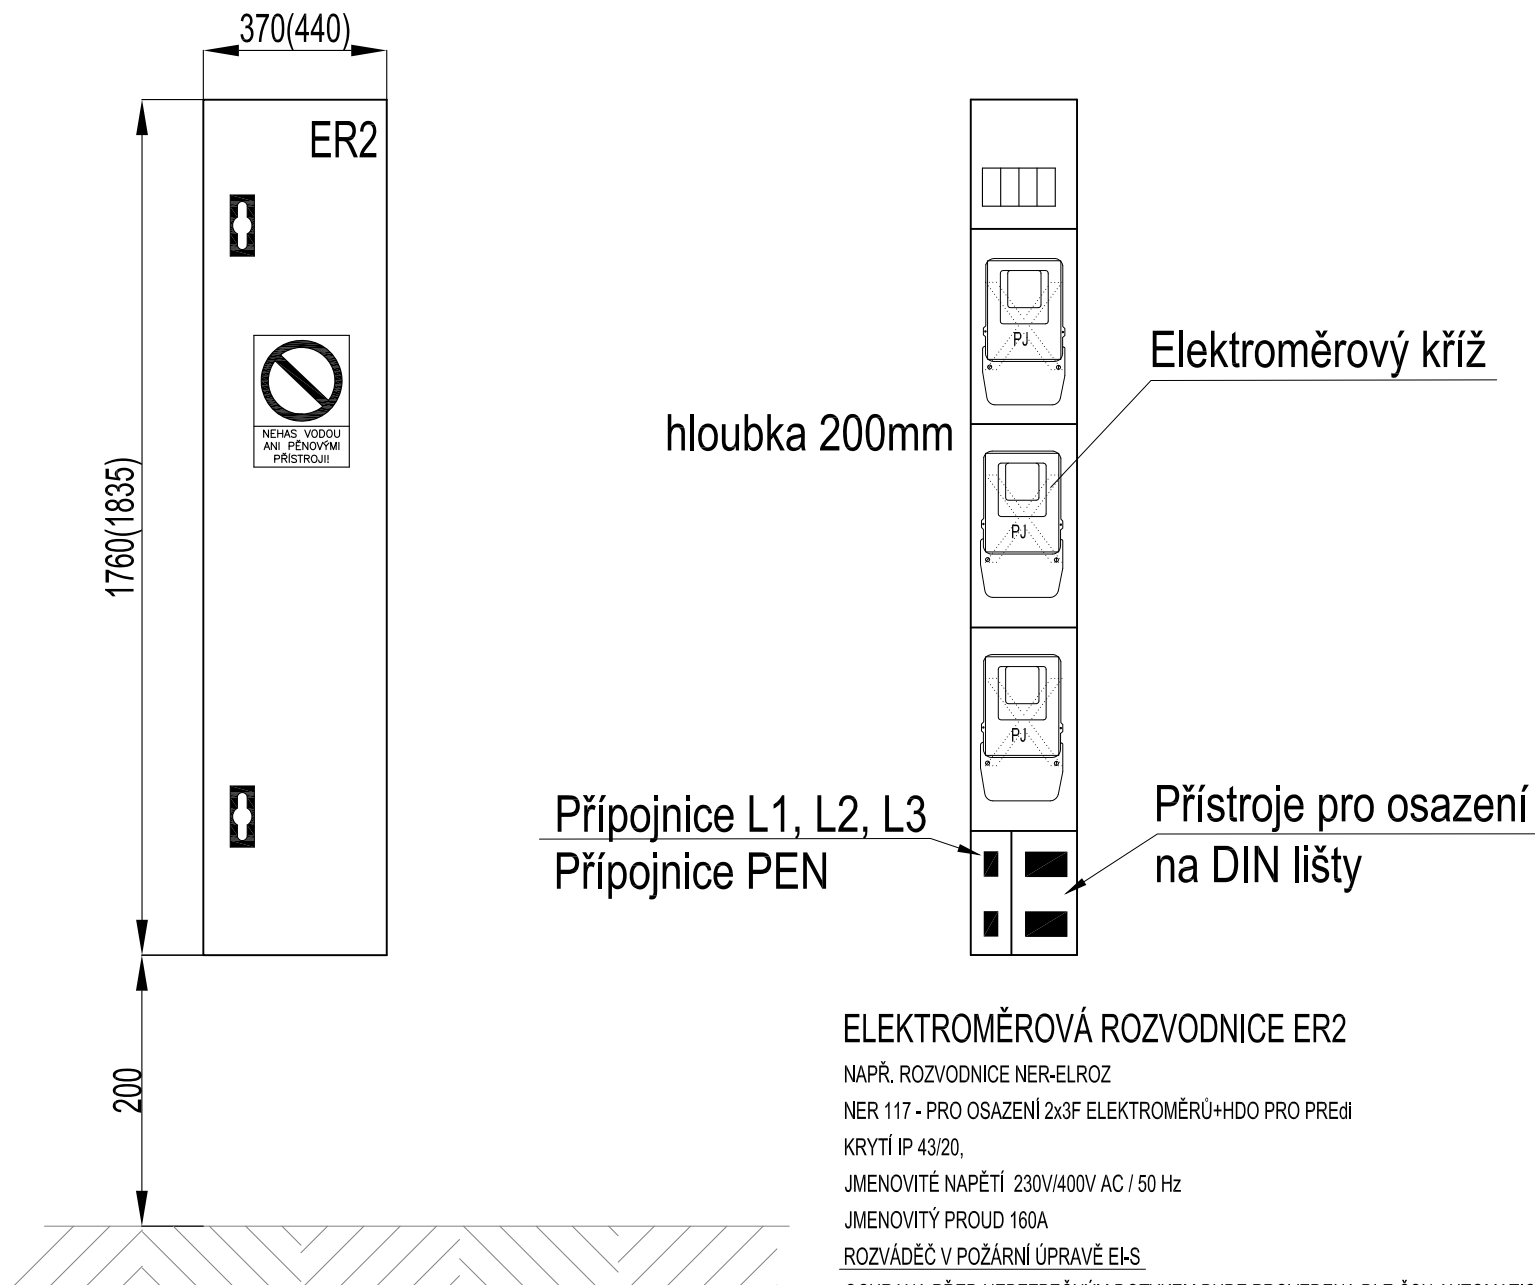 370(440)
ER2
1760(1835)
NEHAS VODOU
ANI PĚNOVÝMI
PŘÍSTROJI!
200
hloubka 200mm
PJ
PJ
PJ
Elektroměrový kříž
Přípojnice L1, L2, L3
Přípojnice PEN
Přístroje pro osazení
na DIN lišty
ELEKTROMĚROVÁ ROZVODNICE ER2
NAPŘ. ROZVODNICE NER-ELROZ
NER 117 - PRO OSAZENÍ 2x3F ELEKTROMĚRŮ+HDO PRO PREdi
KRYTÍ IP 43/20,
JMENOVITÉ NAPĚTÍ 230V/400V AC / 50 Hz
JMENOVITÝ PROUD 160A
ROZVÁDĚČ V POŽÁRNÍ ÚPRAVĚ EI-S